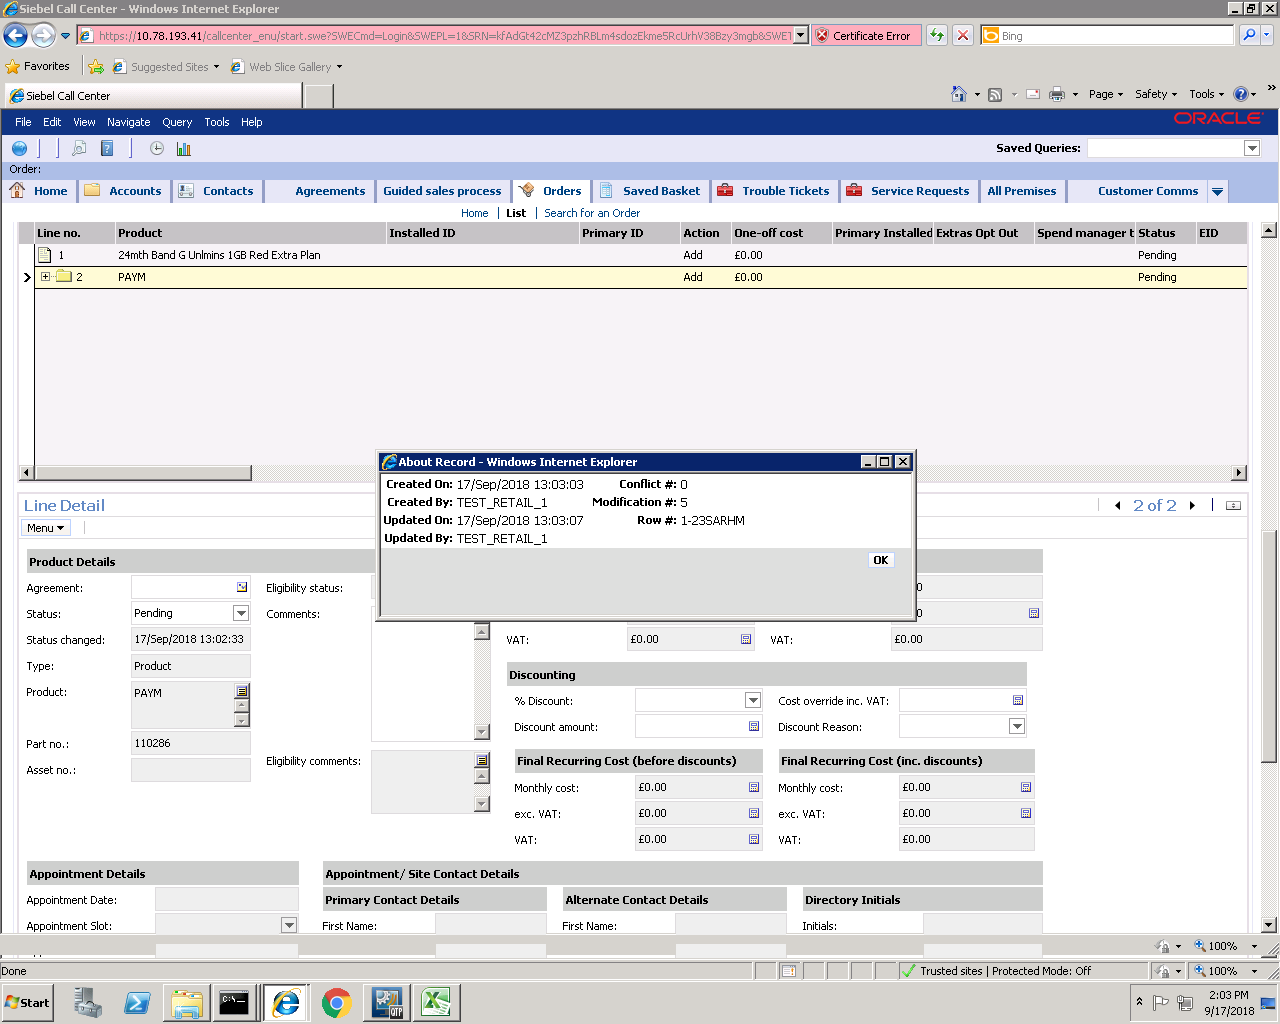 Siebel Call Center - Windows Internet Explorer
https://10.78.193.41/callcenter_enu/start.swe?SWECmd=Login&SWEPL=1&SRN=kfAdGt42cMZ3pzhRBLm4sdozEkme5RcUrhV38Bzy3mgb&SWET Certificate Error Bing
Favorites Suggested Sites Web Slice Gallery
Siebel Call Center Page Safety Tools »
File Edit View Navigate Query Tools Help ORACLE
Saved Queries:
Order:
Home Accounts Contacts Agreements Guided sales process Orders Saved Basket Trouble Tickets Service Requests All Premises Customer Comms
Home List Search for an Order
Line no. Product Installed ID Primary ID Action One-off cost Primary Installed Extras Opt Out Spend manager t Status EID
1 24mth Band G Unlmins 1GB Red Extra Plan Add £0.00 Pending
2 PAYM Add £0.00 Pending
About Record - Windows Internet Explorer
Created On: 17/Sep/2018 13:03:03 Conflict #: 0
Created By: TEST_RETAIL_1 Modification #: 5
Updated On: 17/Sep/2018 13:03:07 Row #: 1-23SARHM
Updated By: TEST_RETAIL_1
OK
Line Detail 2 of 2
Menu
Product Details
Agreement: Eligibility status:
Status: Pending Comments:
Status changed: 17/Sep/2018 13:02:33 VAT: £0.00 VAT: £0.00
Type: Product
Discounting
Product: PAYM % Discount: Cost override inc. VAT:
Discount amount: Discount Reason:
Part no.: 110286
Asset no.: Eligibility comments: Final Recurring Cost (before discounts) Final Recurring Cost (inc. discounts)
Monthly cost: £0.00 Monthly cost: £0.00
exc. VAT: £0.00 exc. VAT: £0.00
VAT: £0.00 VAT: £0.00
Appointment Details Appointment/ Site Contact Details
Appointment Date: Primary Contact Details Alternate Contact Details Directory Initials
Appointment Slot: First Name: First Name: Initials:
100%
Done Trusted sites | Protected Mode: Off 100%
Start C:\ QTP 2:03 PM
9/17/2018